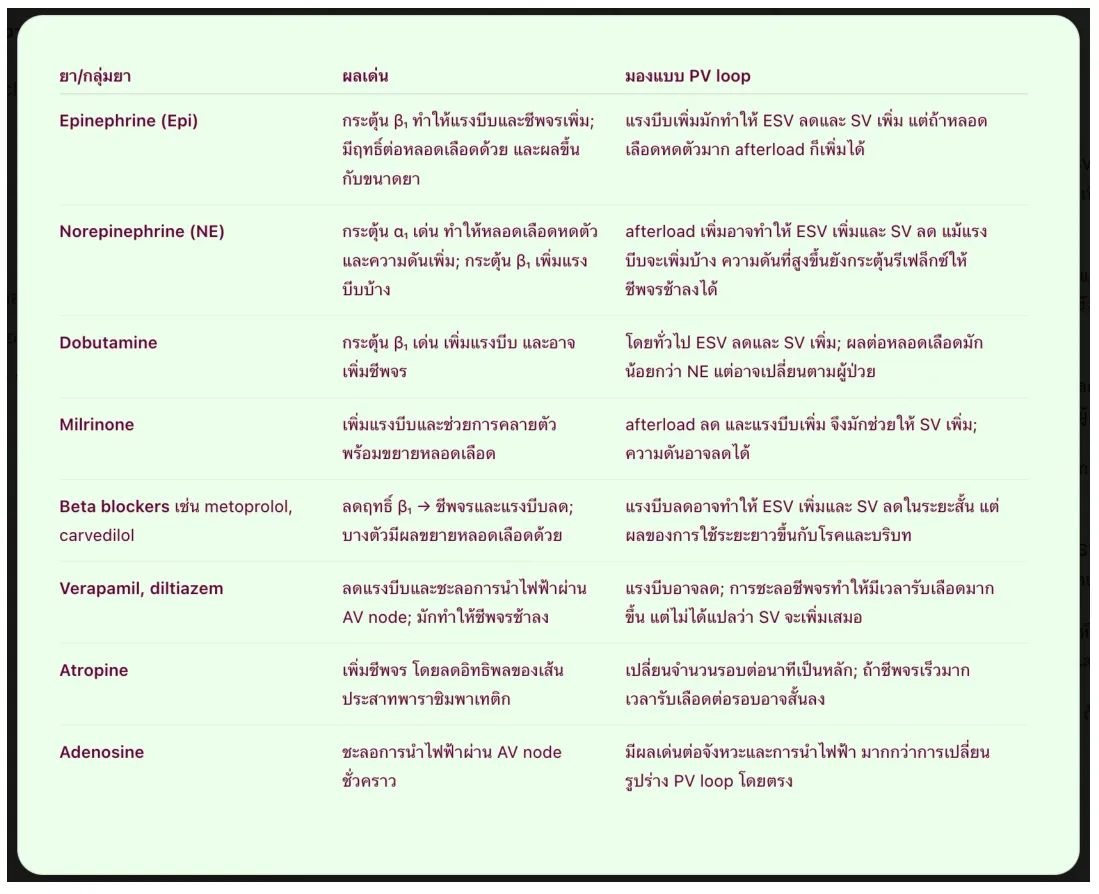 ยา/กลุ่มยา ผลเด่น มองแบบ PV loop
Epinephrine (Epi) กระตุ้น β₁ ทำให้แรงบีบและชีพจรเพิ่ม; แรงบีบเพิ่มมักทำให้ ESV ลดและ SV เพิ่ม แต่ถ้าหลอด
มีฤทธิ์ต่อหลอดเลือดด้วย และผลขึ้น เลือดหดตัวมาก afterload ก็เพิ่มได้
กับขนาดยา
Norepinephrine (NE) กระตุ้น α₁ เด่น ทำให้หลอดเลือดหดตัว afterload เพิ่มอาจทำให้ ESV เพิ่มและ SV ลด แม้แรง
และความดันเพิ่ม; กระตุ้น β₁ เพิ่มแรง บีบจะเพิ่มบ้าง ความดันที่สูงขึ้นยังกระตุ้นรีเฟล็กซ์ให้
บีบบ้าง ชีพจรช้าลงได้
Dobutamine กระตุ้น β₁ เด่น เพิ่มแรงบีบ และอาจ โดยทั่วไป ESV ลดและ SV เพิ่ม; ผลต่อหลอดเลือดมัก
เพิ่มชีพจร น้อยกว่า NE แต่อาจเปลี่ยนตามผู้ป่วย
Milrinone เพิ่มแรงบีบและช่วยการคลายตัว afterload ลด และแรงบีบเพิ่ม จึงมักช่วยให้ SV เพิ่ม;
พร้อมขยายหลอดเลือด ความดันอาจลดได้
Beta blockers เช่น metoprolol, ลดฤทธิ์ β₁ → ชีพจรและแรงบีบลด; แรงบีบลดอาจทำให้ ESV เพิ่มและ SV ลดในระยะสั้น แต่
carvedilol บางตัวมีผลขยายหลอดเลือดด้วย ผลของการใช้ระยะยาวขึ้นกับโรคและบริบท
Verapamil, diltiazem ลดแรงบีบและชะลอการนำไฟฟ้าผ่าน แรงบีบอาจลด; การชะลอชีพจรทำให้มีเวลารับเลือดมาก
AV node; มักทำให้ชีพจรช้าลง ขึ้น แต่ไม่ได้แปลว่า SV จะเพิ่มเสมอ
Atropine เพิ่มชีพจร โดยลดอิทธิพลของเส้น เปลี่ยนจำนวนรอบต่อนาทีเป็นหลัก; ถ้าชีพจรเร็วมาก
ประสาทพาราซิมพาเทติก เวลารับเลือดต่อรอบอาจสั้นลง
Adenosine ชะลอการนำไฟฟ้าผ่าน AV node มีผลเด่นต่อจังหวะและการนำไฟฟ้า มากกว่าการเปลี่ยน
ชั่วคราว รูปร่าง PV loop โดยตรง